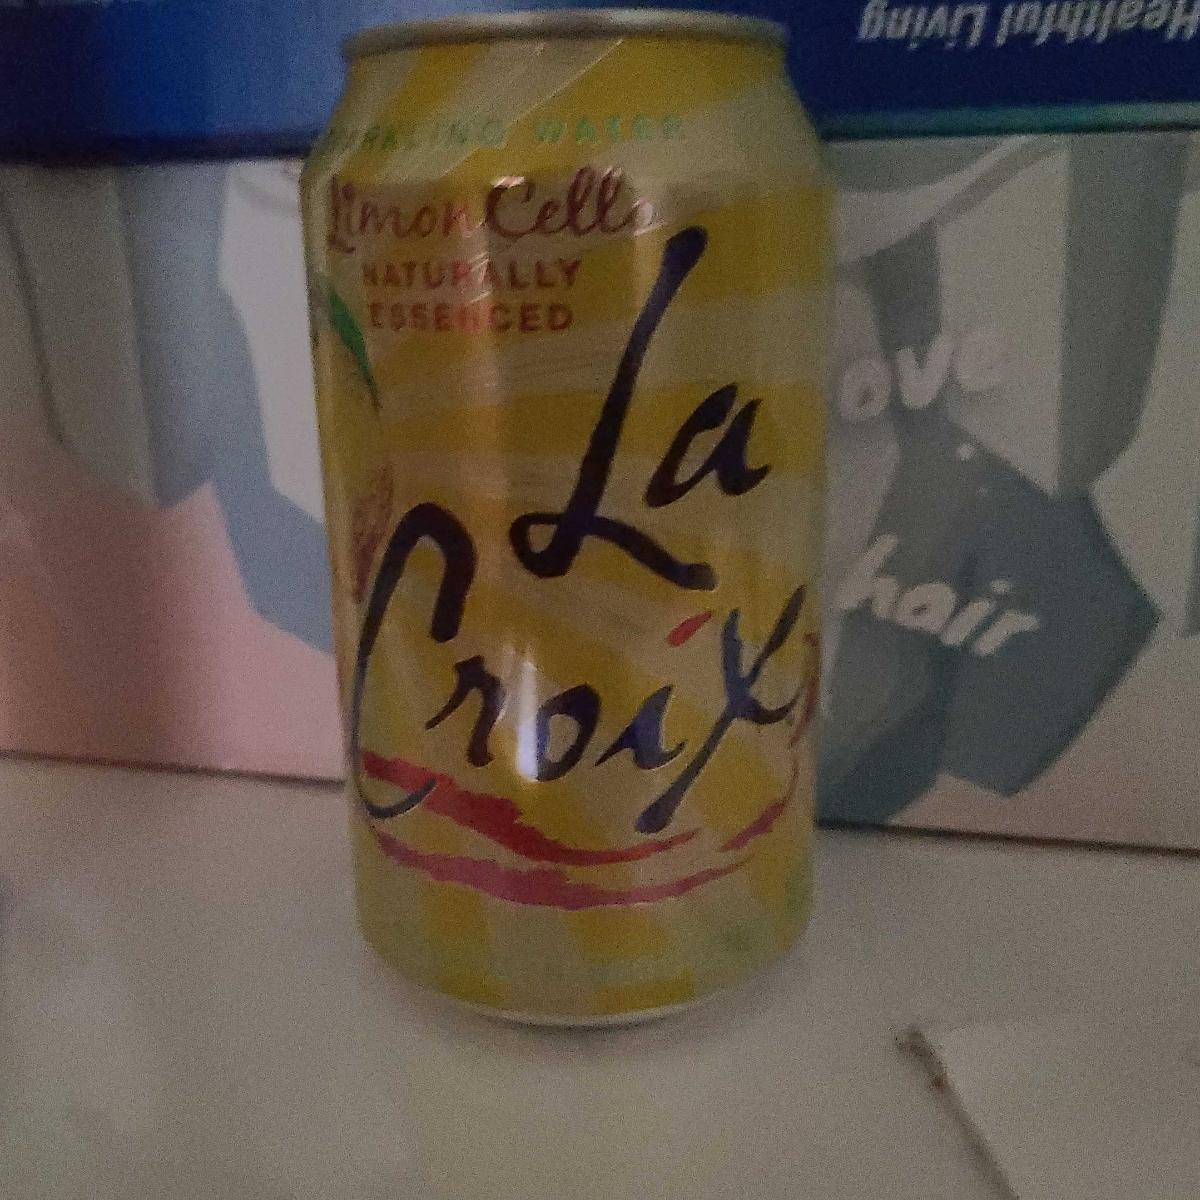 Healthful Living
SPARKLING WATER
LimonCello
NATURALLY
ESSENCED
La
Croix
ove
hair